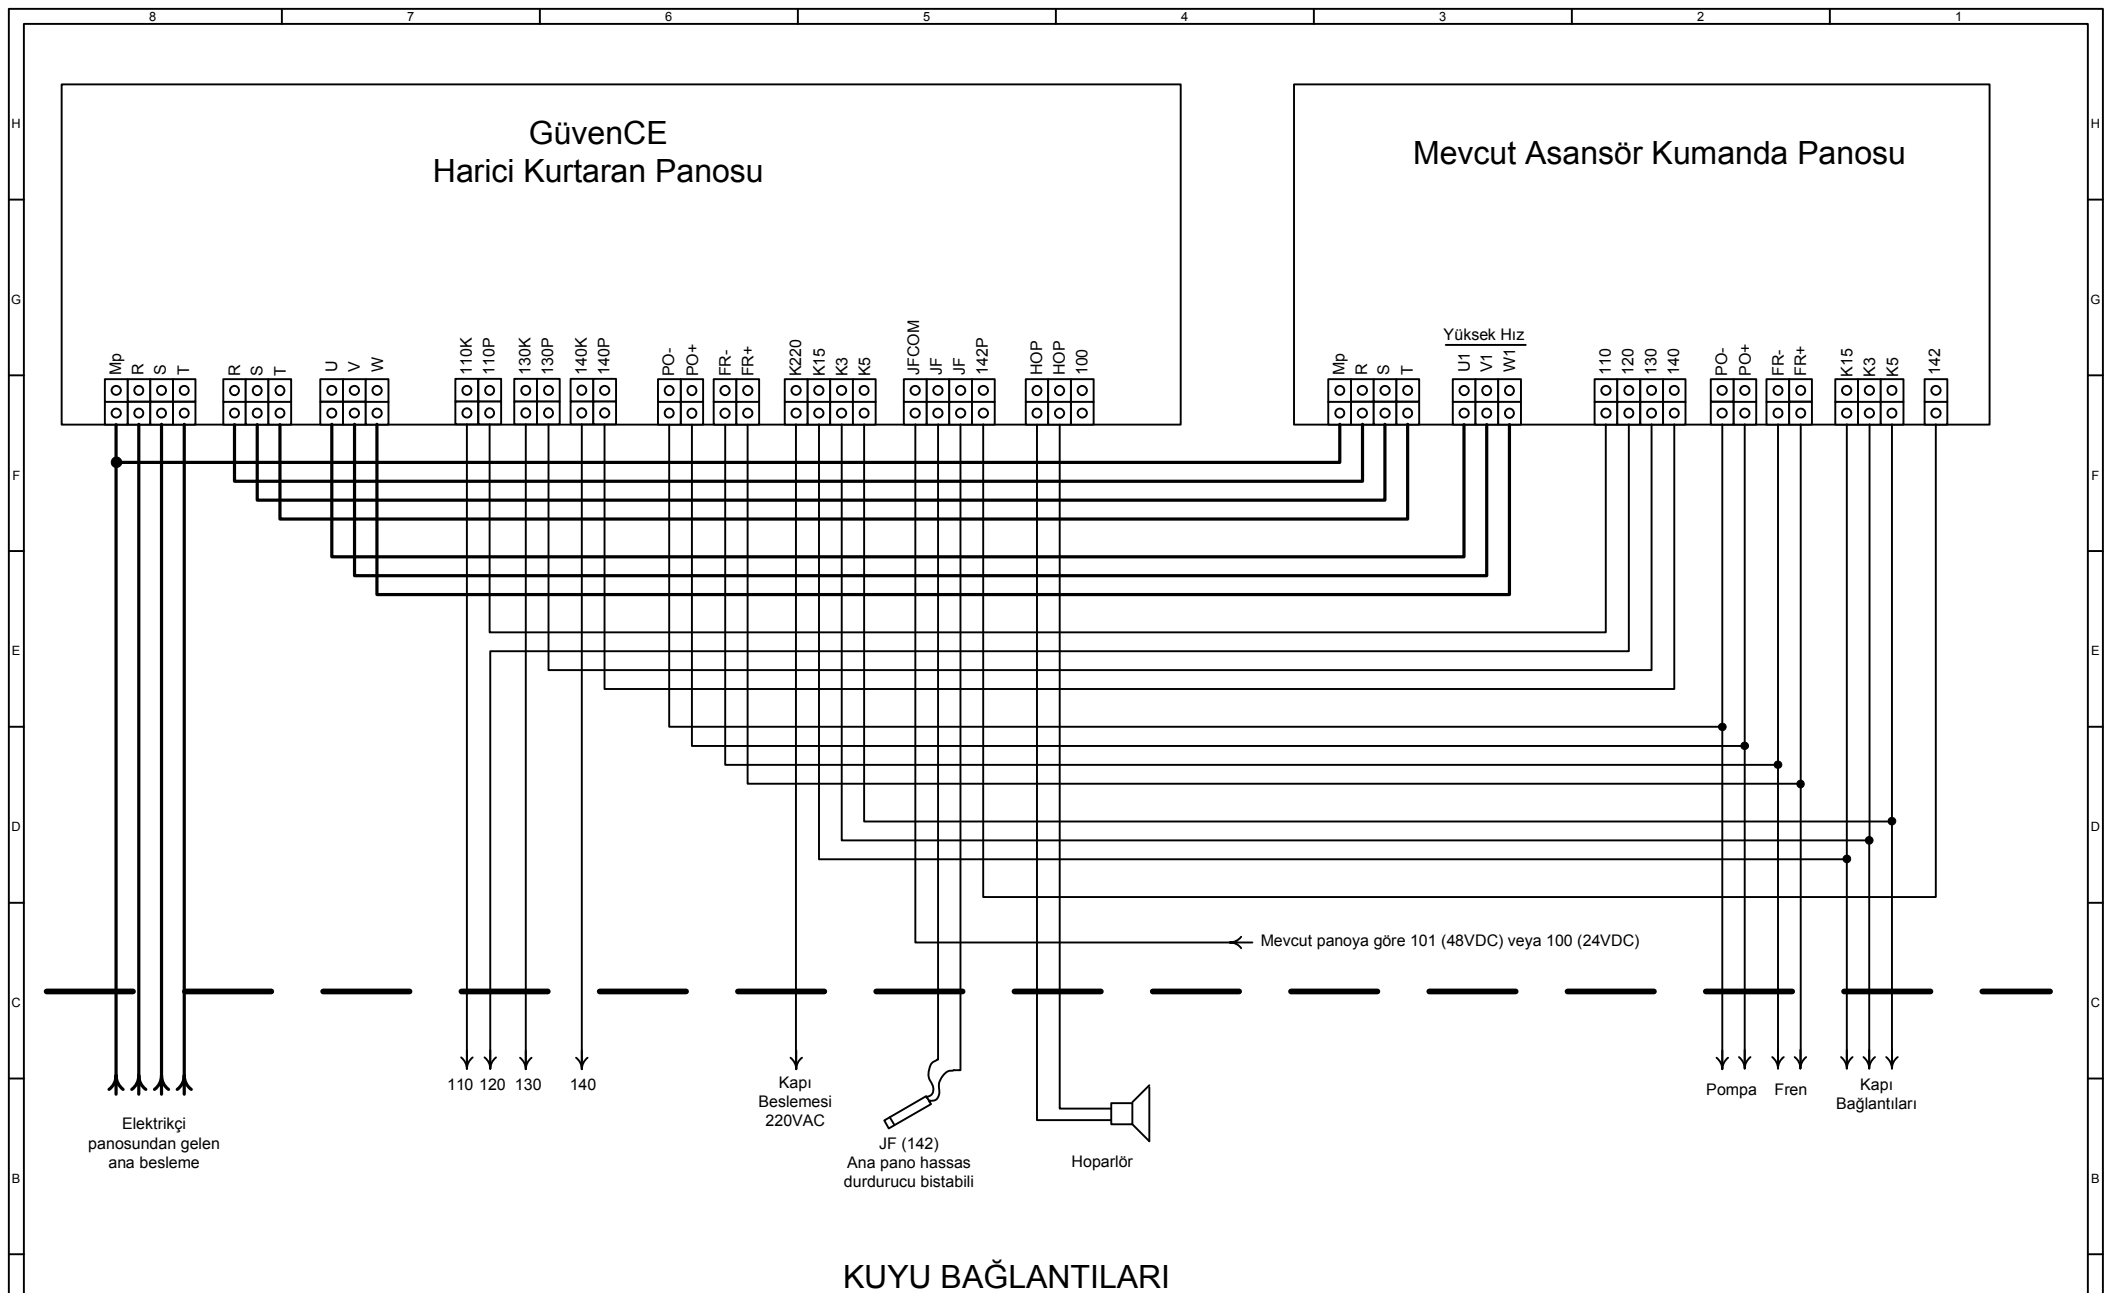 8 7 6 5 4 3 2 1
H H
GüvenCE
Harici Kurtaran Panosu
Mevcut Asansör Kumanda Panosu
G G
Yüksek Hız
Mp R S T R S T U V W 110K 110P 130K 130P 140K 140P PO- PO+ FR- FR+ K220 K15 K3 K5 JFCOM JF JF 142P HOP HOP 100
Mp R S T U1 V1 W1 110 120 130 140 PO- PO+ FR- FR+ K15 K3 K5 142
F F
E E
D D
Mevcut panoya göre 101 (48VDC) veya 100 (24VDC)
C C
110 120 130 140
Kapı
Beslemesi
220VAC
Pompa Fren
Kapı
Bağlantıları
Elektrikçi
panosundan gelen
ana besleme
JF (142)
Ana pano hassas
durdurucu bistabili
Hoparlör
B B
KUYU BAĞLANTILARI